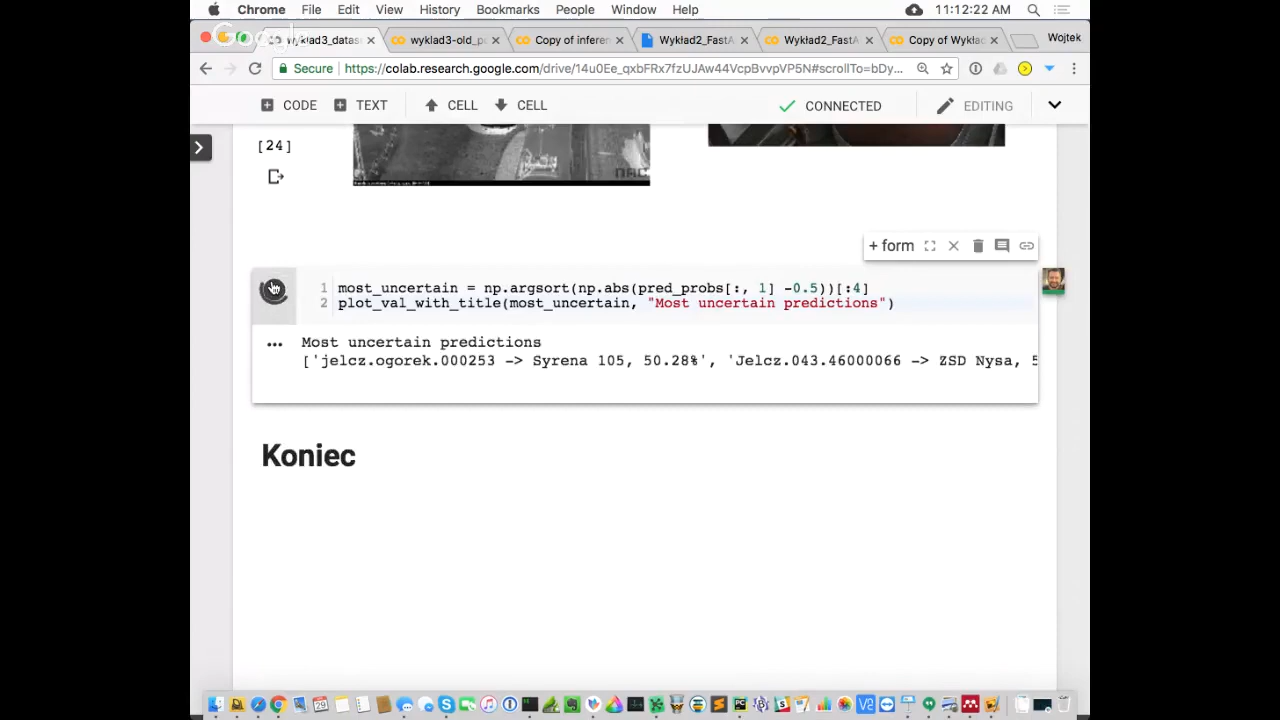 Chrome File Edit View History Bookmarks People Window Help 11:12:22 AM
wyklad3_datas wyklad3-old_po Copy of inferen Wykład2_FastA Wykład2_FastA Copy of Wykła Wojtek
Secure https://colab.research.google.com/drive/14u0Ee_qxbFRx7fzUJAw44VcpBvvpVP5N#scrollTo=bDy...
CODE TEXT CELL CELL CONNECTED EDITING
[24]
+ form
1 most_uncertain = np.argsort(np.abs(pred_probs[:, 1] -0.5))[:4]
2 plot_val_with_title(most_uncertain, "Most uncertain predictions")
Most uncertain predictions
['jelcz.ogorek.000253 -> Syrena 105, 50.28%', 'Jelcz.043.46000066 -> ZSD Nysa, 5
Koniec